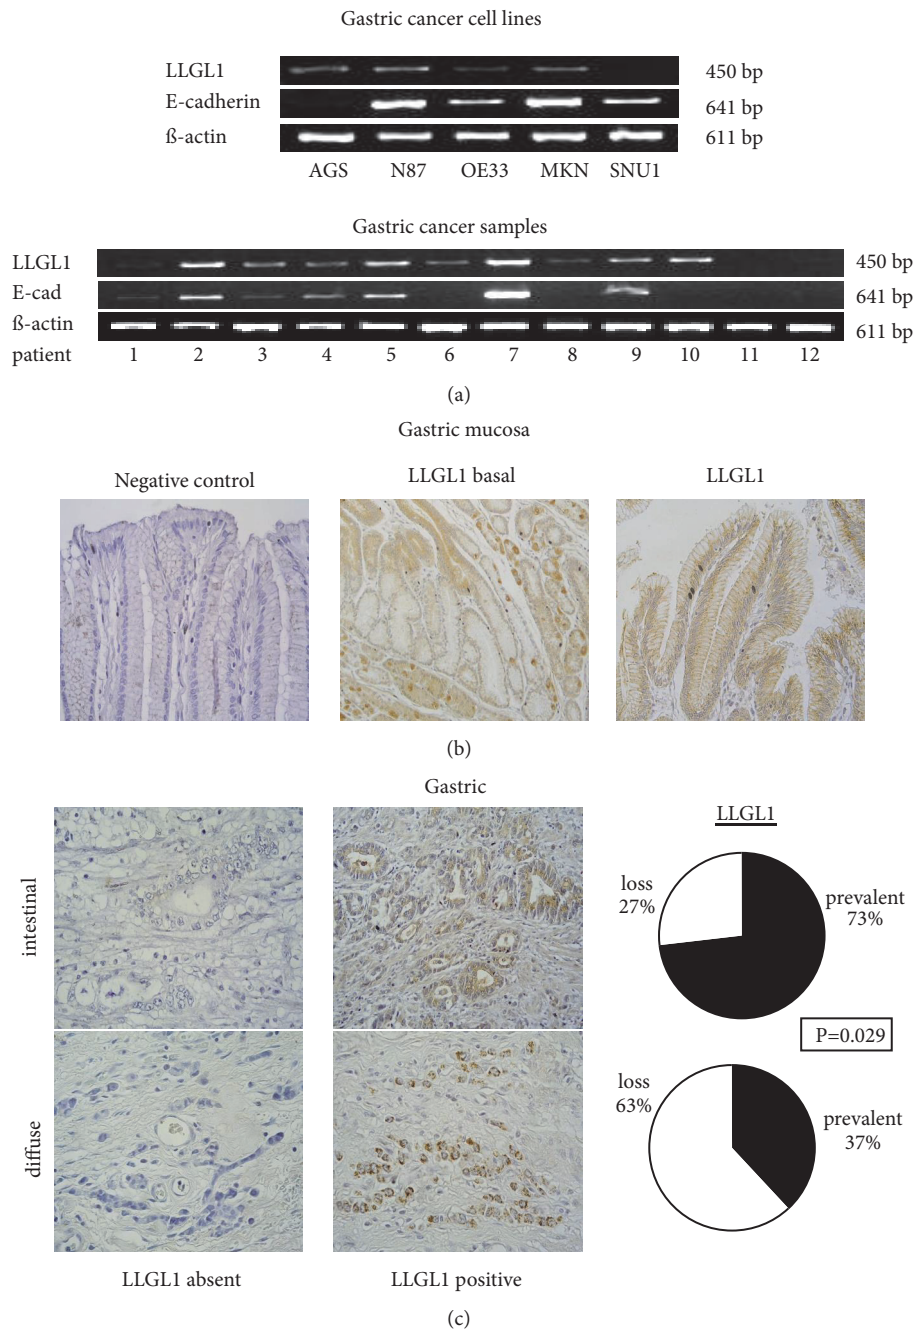 Gastric cancer cell lines
LLGL1 450 bp
E-cadherin 641 bp
ß-actin 611 bp
AGS N87 OE33 MKN SNU1
Gastric cancer samples
LLGL1 450 bp
E-cad 641 bp
ß-actin 611 bp
patient 1 2 3 4 5 6 7 8 9 10 11 12
(a)
Gastric mucosa
Negative control LLGL1 basal LLGL1
(b)
Gastric
intestinal
LLGL1
loss
27%
prevalent
73%
P=0.029
diffuse
loss
63%
prevalent
37%
LLGL1 absent LLGL1 positive
(c)